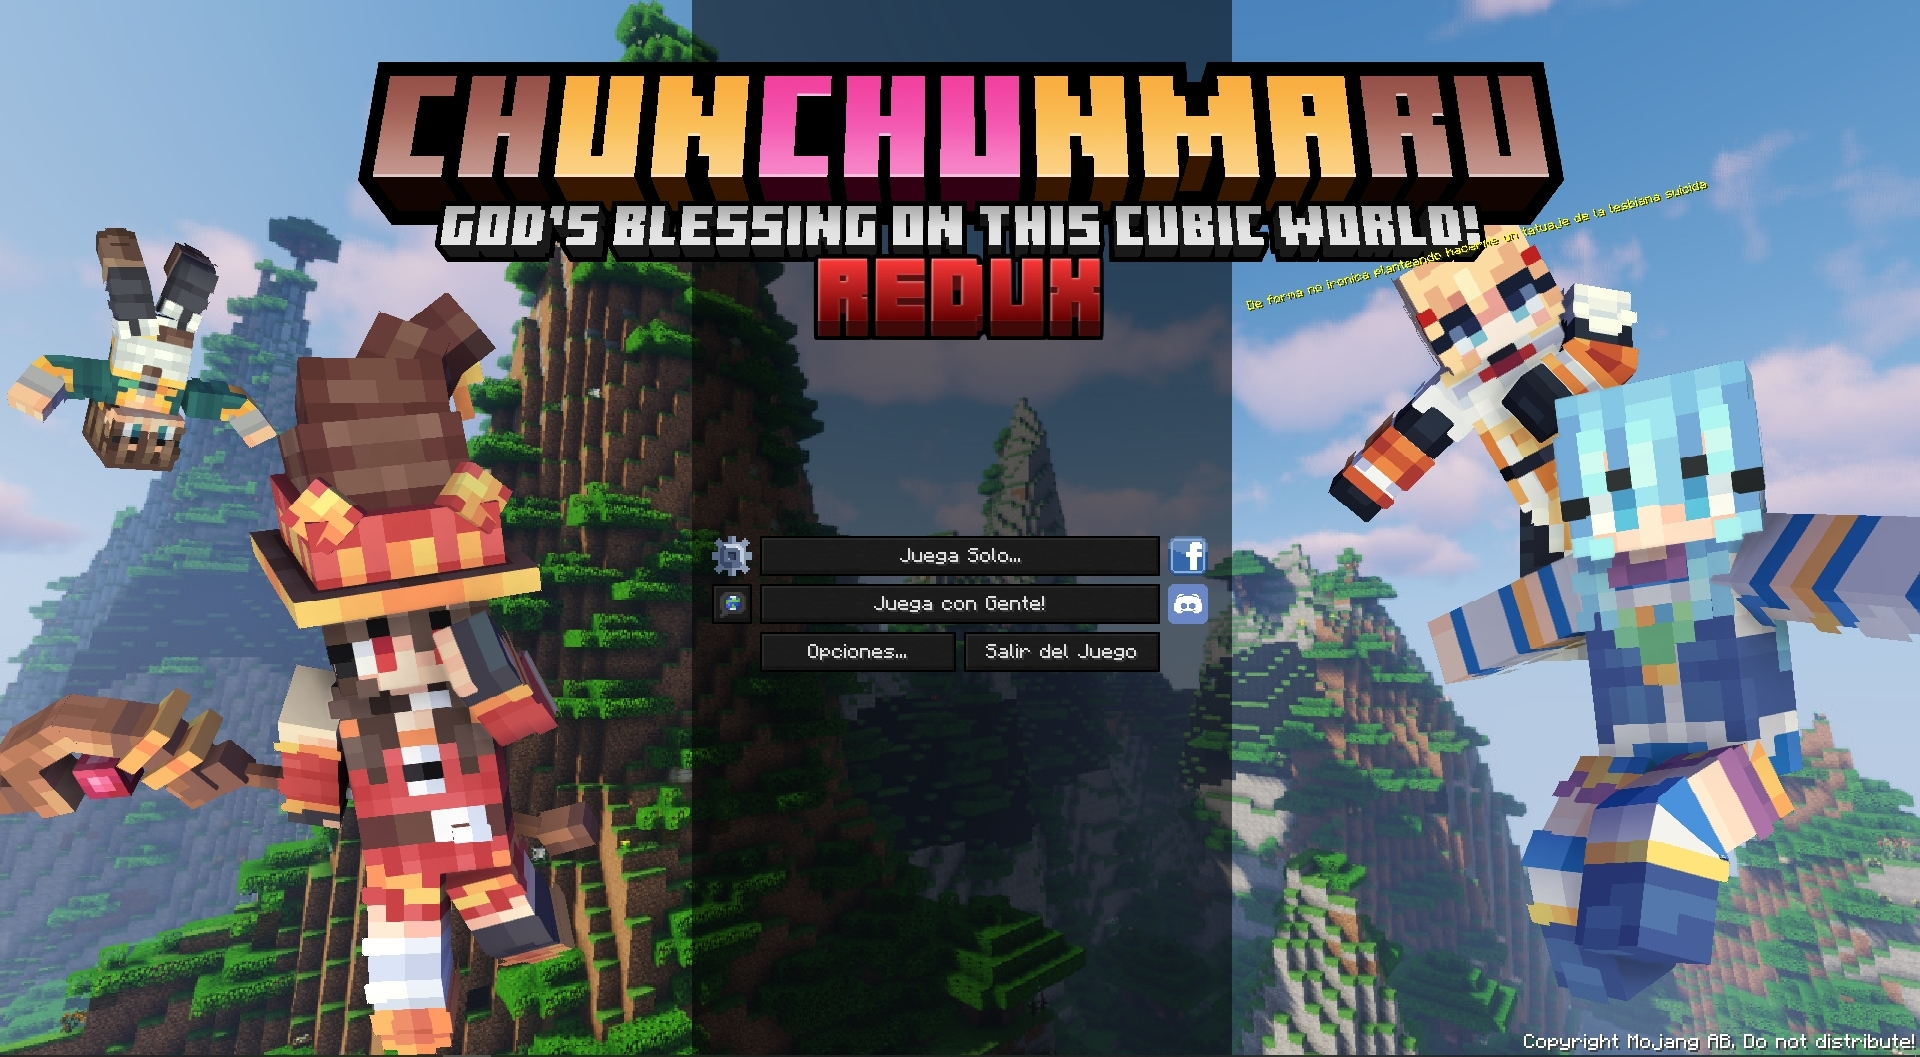 CHUNCHUNMARU
GOD'S BLESSING ON THIS CUBIC WORLD!
REDUX
De forma no ironica planteando hacerme un tatuaje de la lesbiana suicida
Juega Solo...
Juega con Gente!
Opciones...
Salir del Juego
Copyright Mojang AB. Do not distribute!